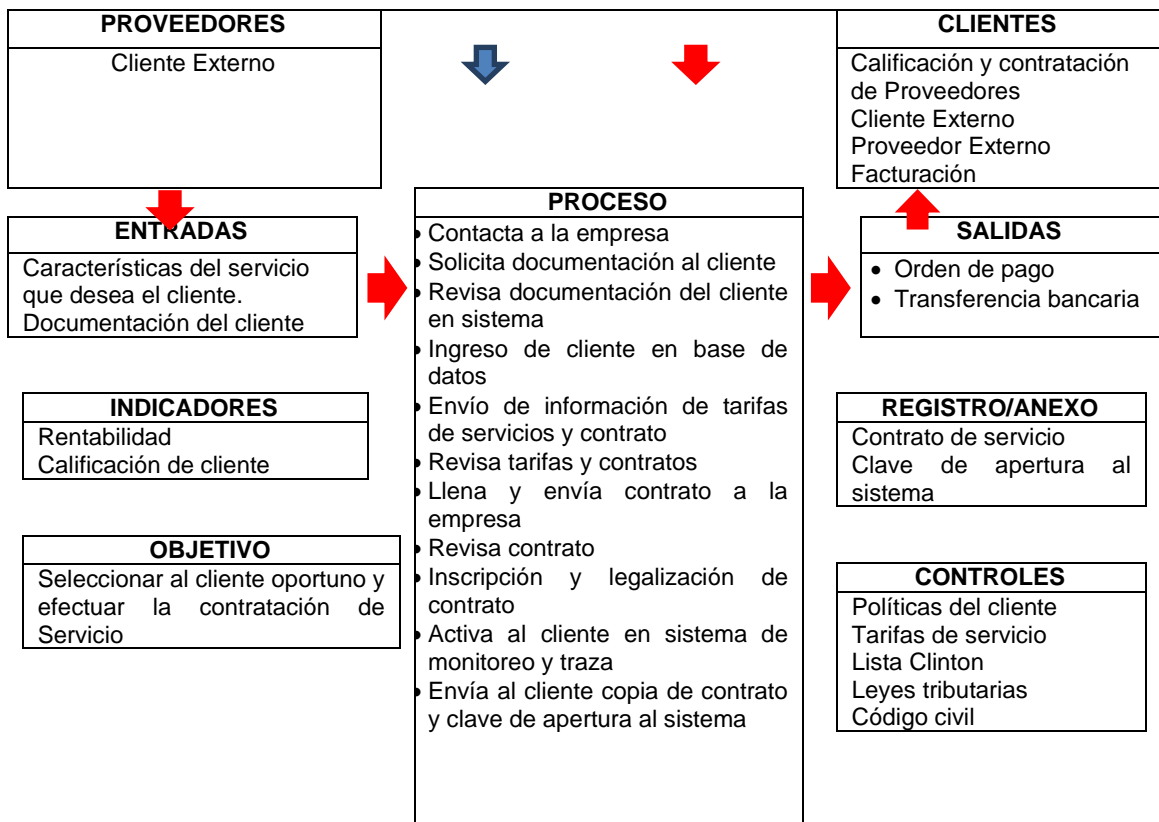 PROVEEDORES
Cliente Externo
CLIENTES
Calificación y contratación
de Proveedores
Cliente Externo
Proveedor Externo
Facturación
ENTRADAS
Características del servicio
que desea el cliente.
Documentación del cliente
PROCESO
• Contacta a la empresa
• Solicita documentación al cliente
• Revisa documentación del cliente
en sistema
• Ingreso de cliente en base de
datos
• Envío de información de tarifas
de servicios y contrato
• Revisa tarifas y contratos
• Llena y envía contrato a la
empresa
• Revisa contrato
• Inscripción y legalización de
contrato
• Activa al cliente en sistema de
monitoreo y traza
• Envía al cliente copia de contrato
y clave de apertura al sistema
SALIDAS
• Orden de pago
• Transferencia bancaria
INDICADORES
Rentabilidad
Calificación de cliente
REGISTRO/ANEXO
Contrato de servicio
Clave de apertura al
sistema
OBJETIVO
Seleccionar al cliente oportuno y
efectuar la contratación de
Servicio
CONTROLES
Políticas del cliente
Tarifas de servicio
Lista Clinton
Leyes tributarias
Código civil